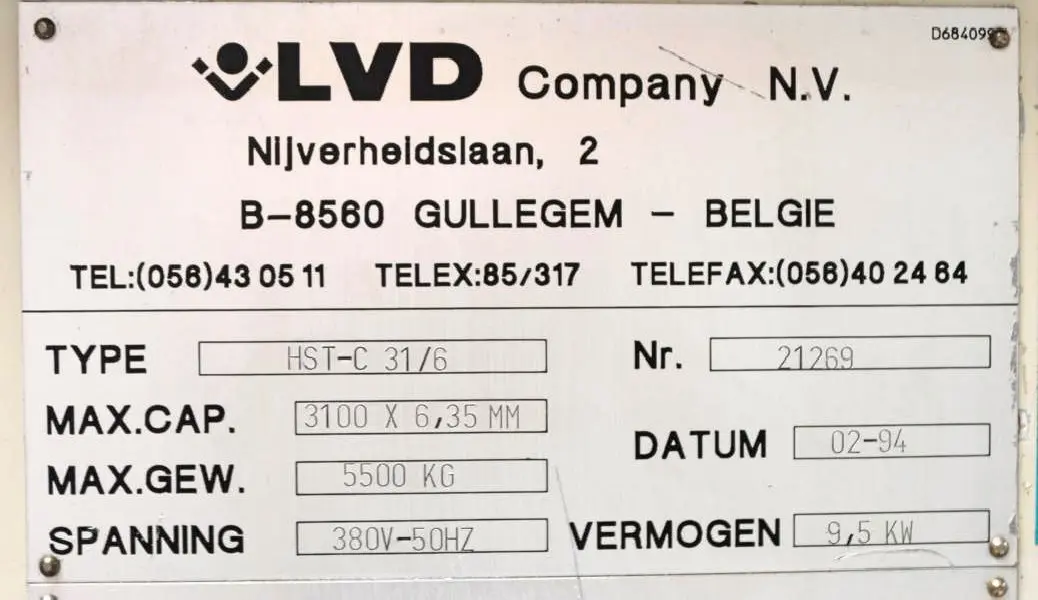 D68409
LVD Company N.V.
Nijverheidslaan, 2
B-8560 GULLEGEM - BELGIE
TEL:(056)43 05 11 TELEX:85/317 TELEFAX:(056)40 24 64
TYPE HST-C 31/6 Nr. 21269
MAX.CAP. 3100 X 6,35 MM
DATUM 02-94
MAX.GEW. 5500 KG
SPANNING 380V-50HZ VERMOGEN 9,5 KW